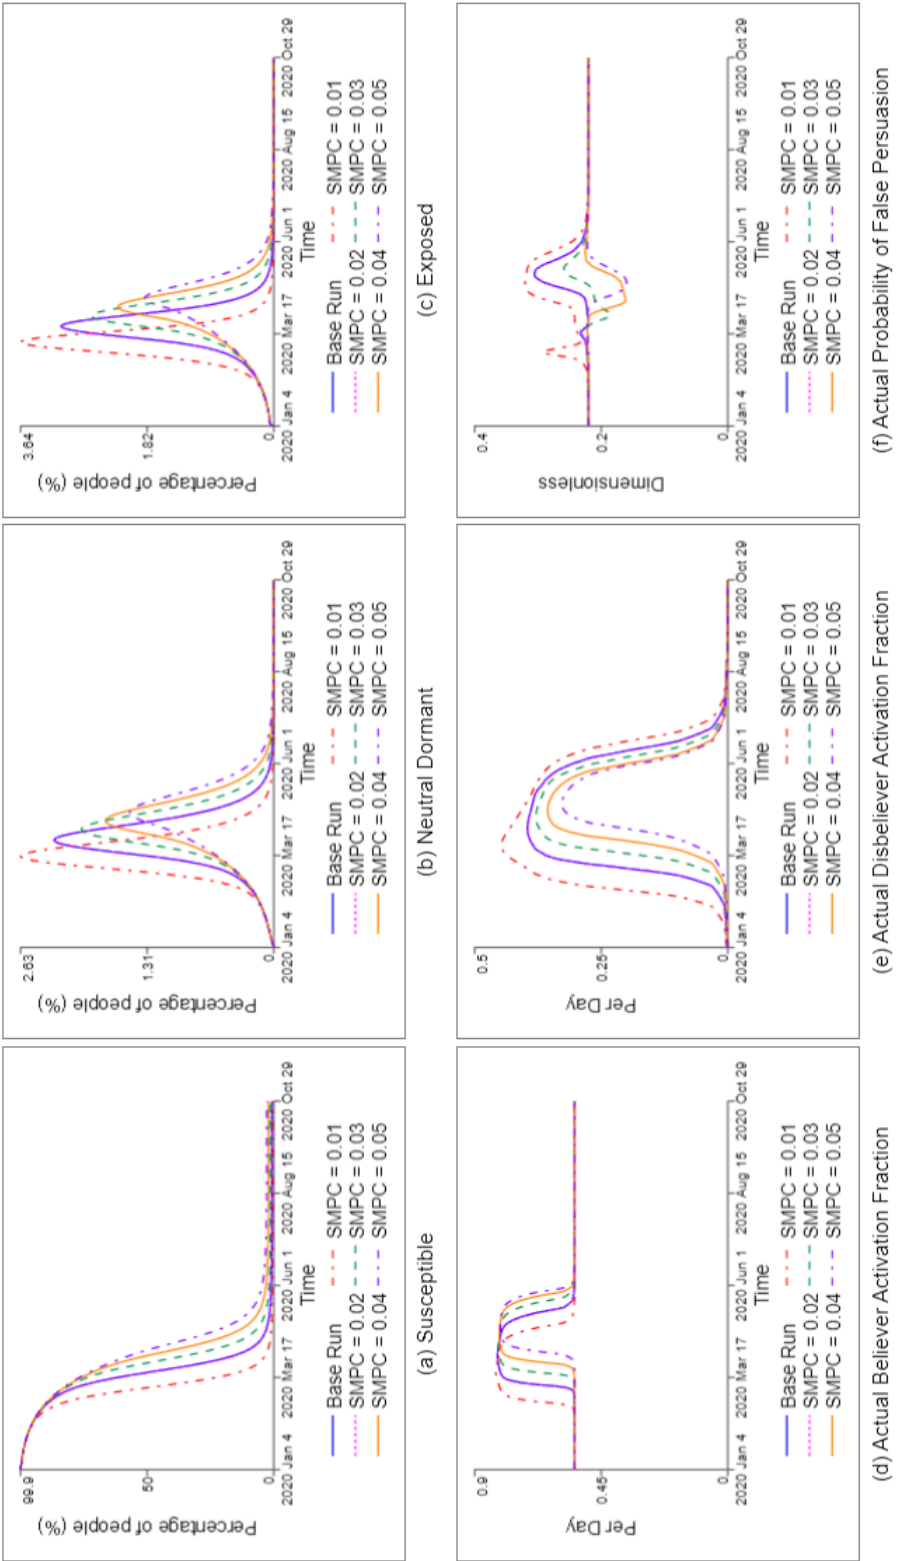 Percentage of people (%)
99.9
50
0
2020 Jan 4 2020 Mar 17 2020 Jun 1 2020 Aug 15 2020 Oct 29
Time
Base Run SMPC = 0.01
SMPC = 0.02 SMPC = 0.03
SMPC = 0.04 SMPC = 0.05
(a) Susceptible
Percentage of people (%)
2.63
1.31
0
2020 Jan 4 2020 Mar 17 2020 Jun 1 2020 Aug 15 2020 Oct 29
Time
Base Run SMPC = 0.01
SMPC = 0.02 SMPC = 0.03
SMPC = 0.04 SMPC = 0.05
(b) Neutral Dormant
Percentage of people (%)
3.64
1.82
0
2020 Jan 4 2020 Mar 17 2020 Jun 1 2020 Aug 15 2020 Oct 29
Time
Base Run SMPC = 0.01
SMPC = 0.02 SMPC = 0.03
SMPC = 0.04 SMPC = 0.05
(c) Exposed
Per Day
0.9
0.45
0
2020 Jan 4 2020 Mar 17 2020 Jun 1 2020 Aug 15 2020 Oct 29
Time
Base Run SMPC = 0.01
SMPC = 0.02 SMPC = 0.03
SMPC = 0.04 SMPC = 0.05
(d) Actual Believer Activation Fraction
Per Day
0.5
0.25
0
2020 Jan 4 2020 Mar 17 2020 Jun 1 2020 Aug 15 2020 Oct 29
Time
Base Run SMPC = 0.01
SMPC = 0.02 SMPC = 0.03
SMPC = 0.04 SMPC = 0.05
(e) Actual Disbeliever Activation Fraction
Dimensionless
0.4
0.2
0
2020 Jan 4 2020 Mar 17 2020 Jun 1 2020 Aug 15 2020 Oct 29
Time
Base Run SMPC = 0.01
SMPC = 0.02 SMPC = 0.03
SMPC = 0.04 SMPC = 0.05
(f) Actual Probability of False Persuasion